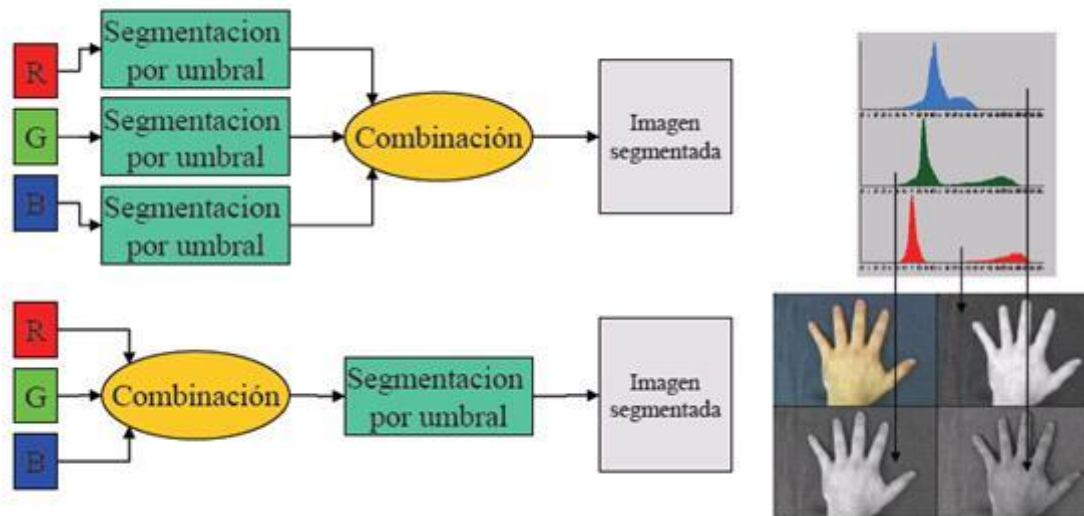 R
G
B
Segmentacion
por umbral
Segmentacion
por umbral
Segmentacion
por umbral
Combinación
Imagen
segmentada
R
G
B
Combinación
Segmentacion
por umbral
Imagen
segmentada